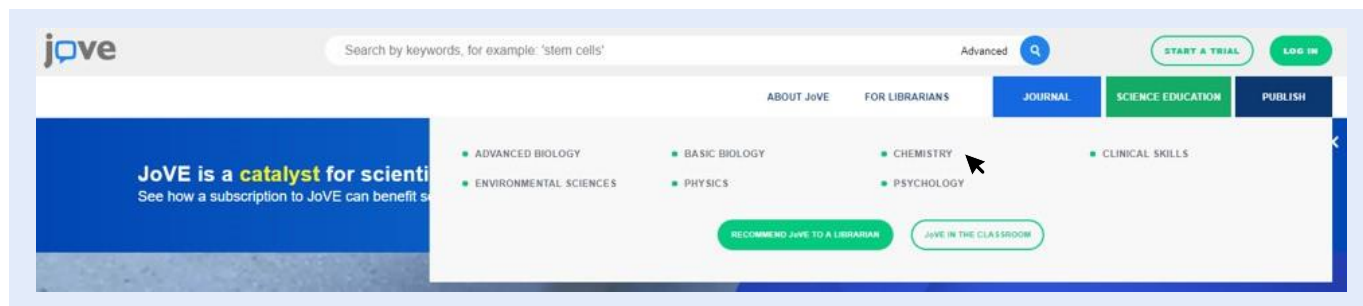 jove
Search by keywords, for example: 'stem cells'
Advanced
START A TRIAL
LOG IN
ABOUT JoVE
FOR LIBRARIANS
JOURNAL
SCIENCE EDUCATION
PUBLISH
JoVE is a catalyst for scienti
See how a subscription to JoVE can benefit s
ADVANCED BIOLOGY
BASIC BIOLOGY
CHEMISTRY
CLINICAL SKILLS
ENVIRONMENTAL SCIENCES
PHYSICS
PSYCHOLOGY
RECOMMEND JoVE TO A LIBRARIAN
JoVE IN THE CLASSROOM